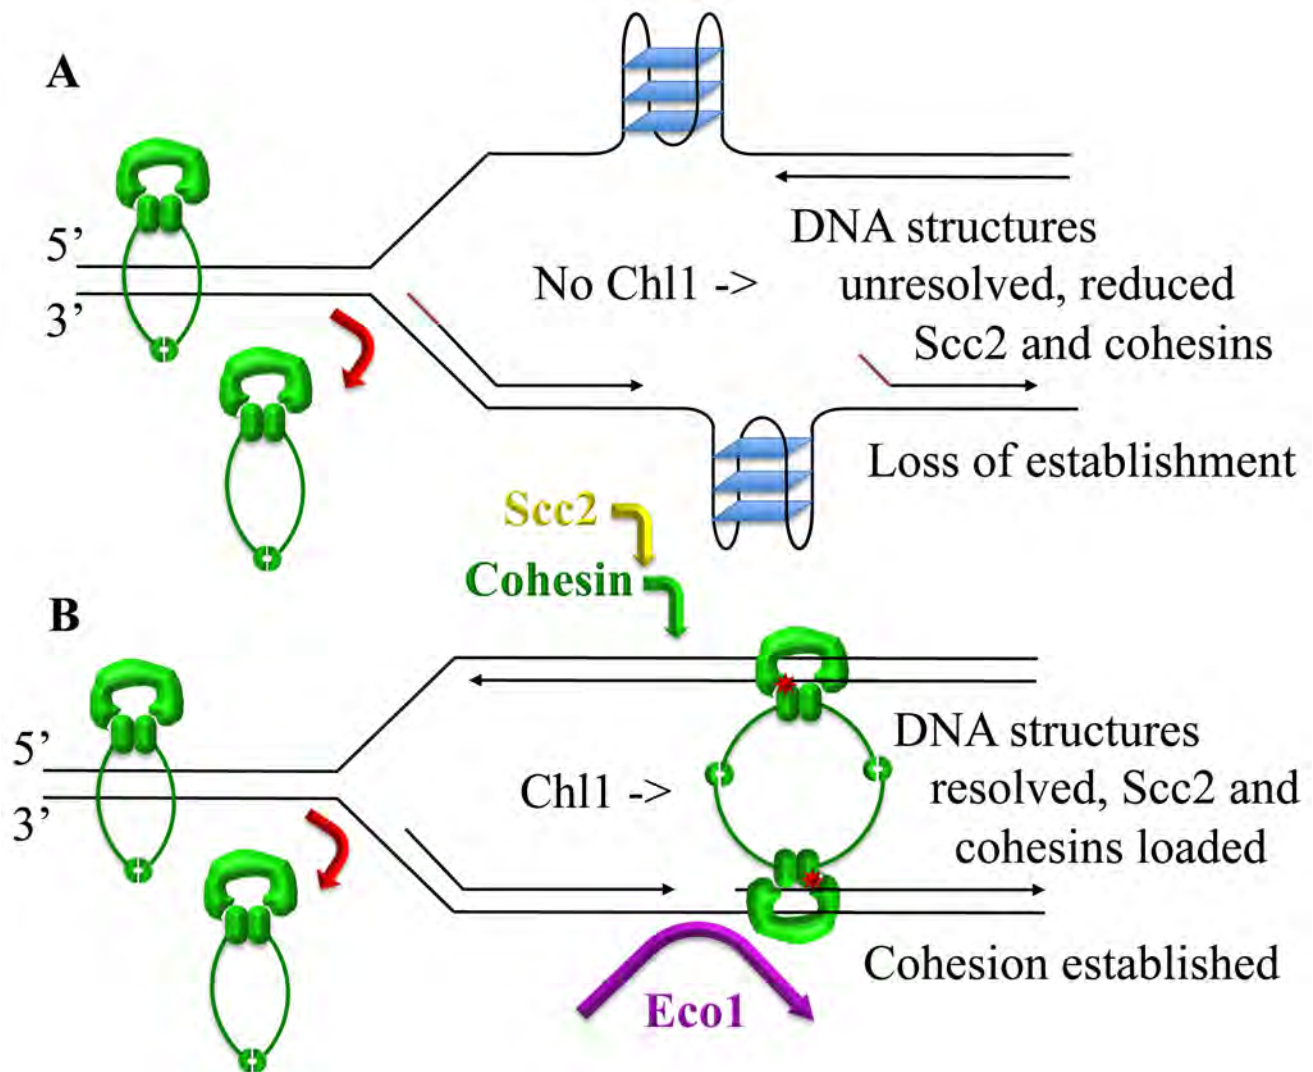 A
5’
3’
No Chl1 ->
DNA structures
unresolved, reduced
Scc2 and cohesins
Loss of establishment
Scc2
Cohesin
B
5’
3’
Chl1 ->
DNA structures
resolved, Scc2 and
cohesins loaded
Cohesion established
Eco1